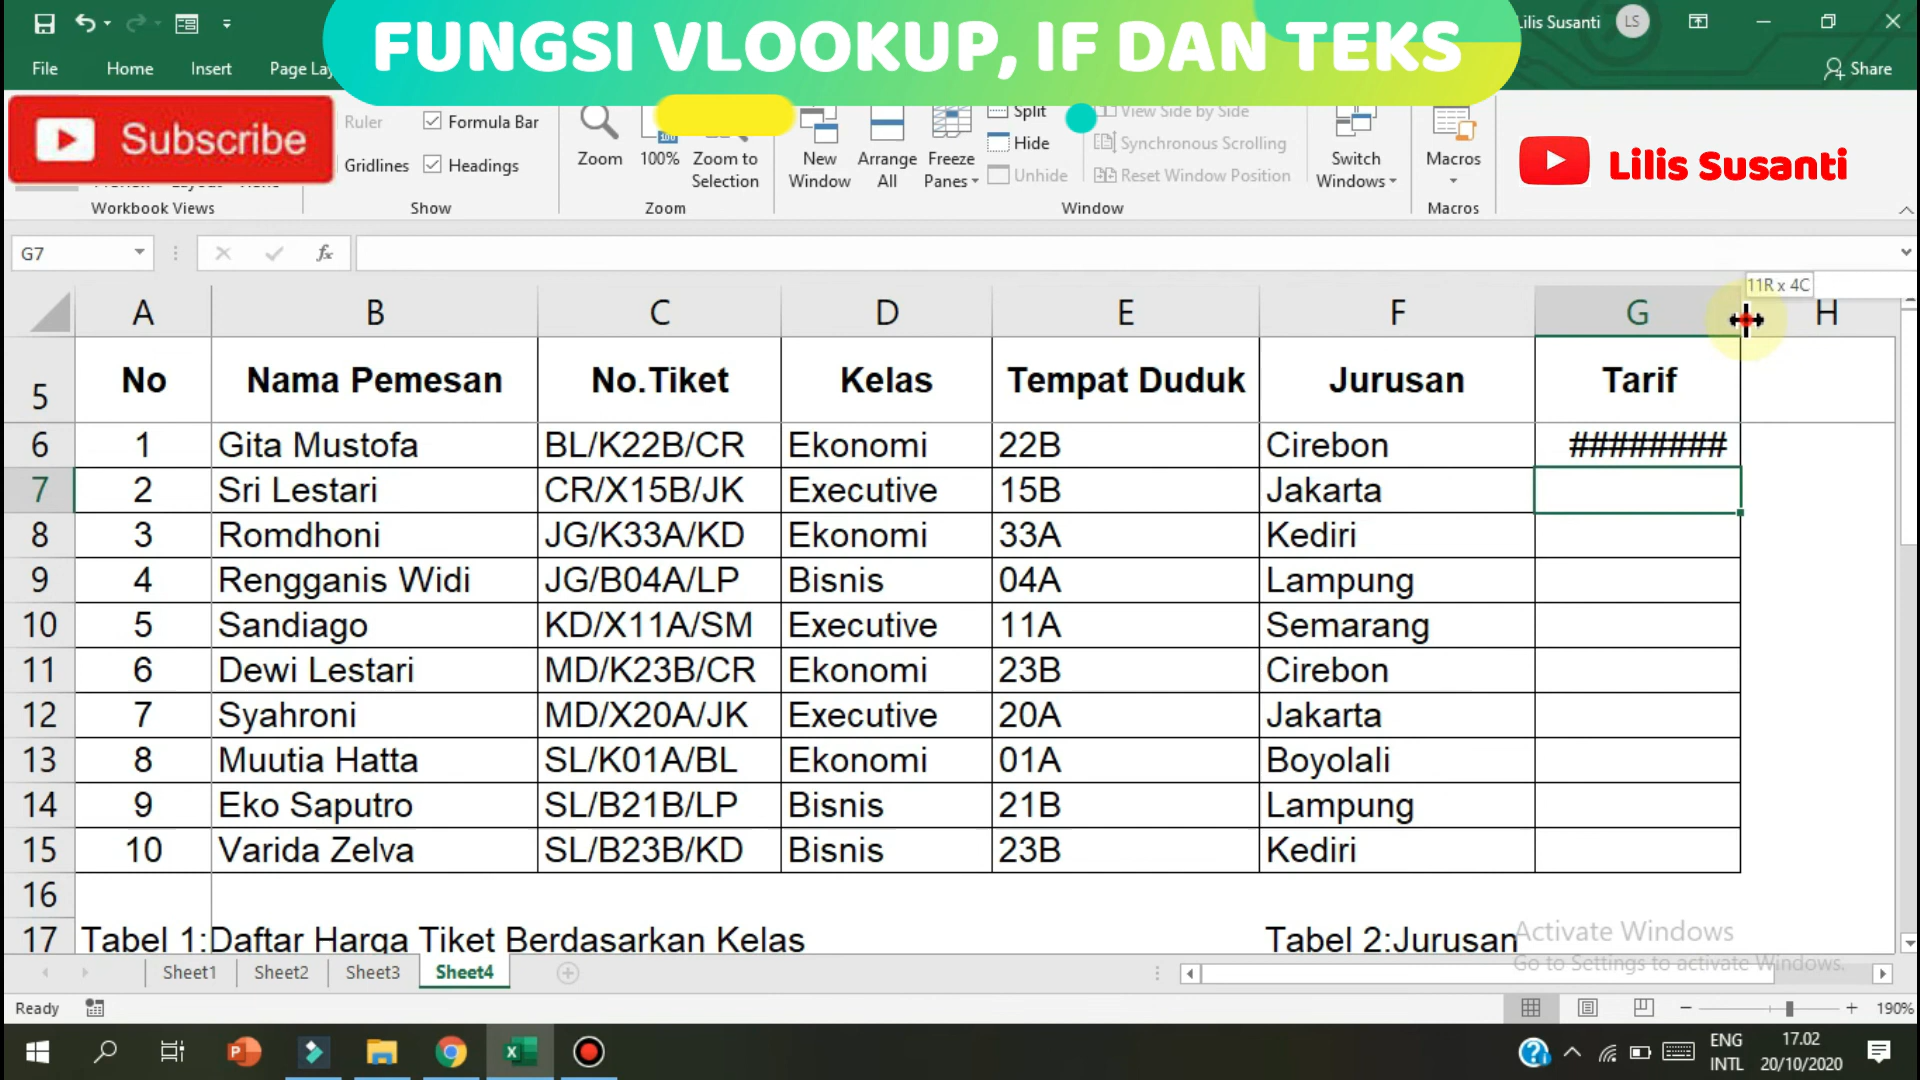 FUNGSI VLOOKUP, IF DAN TEKS
Lilis Susanti LS
File Home Insert Page Lay
Share
Subscribe
Ruler Formula Bar
Gridlines Headings
Zoom 100% Zoom to Selection
New Window Arrange All Freeze Panes
Split View Side by Side
Hide Synchronous Scrolling
Unhide Reset Window Position
Switch Windows Macros
Lilis Susanti
Workbook Views Show Zoom Window Macros
G7 fx
11R x 4C
A B C D E F G H
5 No Nama Pemesan No.Tiket Kelas Tempat Duduk Jurusan Tarif
6 1 Gita Mustofa BL/K22B/CR Ekonomi 22B Cirebon ########
7 2 Sri Lestari CR/X15B/JK Executive 15B Jakarta
8 3 Romdhoni JG/K33A/KD Ekonomi 33A Kediri
9 4 Rengganis Widi JG/B04A/LP Bisnis 04A Lampung
10 5 Sandiago KD/X11A/SM Executive 11A Semarang
11 6 Dewi Lestari MD/K23B/CR Ekonomi 23B Cirebon
12 7 Syahroni MD/X20A/JK Executive 20A Jakarta
13 8 Muutia Hatta SL/K01A/BL Ekonomi 01A Boyolali
14 9 Eko Saputro SL/B21B/LP Bisnis 21B Lampung
15 10 Varida Zelva SL/B23B/KD Bisnis 23B Kediri
16
17 Tabel 1:Daftar Harga Tiket Berdasarkan Kelas Tabel 2:Jurusan
Activate Windows
Go to Settings to activate Windows.
Sheet1 Sheet2 Sheet3 Sheet4
Ready 190%
ENG 17.02
INTL 20/10/2020